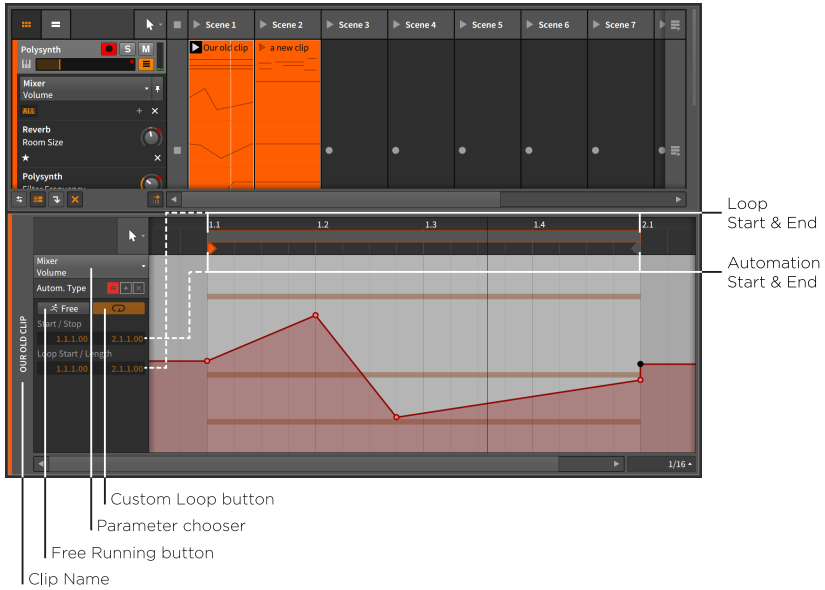 Scene 1
Scene 2
Scene 3
Scene 4
Scene 5
Scene 6
Scene 7
Polysynth
S
M
Our old clip
a new clip
Mixer
Volume
ALL
Reverb
Room Size
Polysynth
Filter Frequency
1.1
1.2
1.3
1.4
2.1
Loop
Start & End
Automation
Start & End
Mixer
Volume
Autom. Type
Free
Start / Stop
1.1.1.00
2.1.1.00
Loop Start / Length
1.1.1.00
2.1.1.00
OUR OLD CLIP
1/16
Custom Loop button
Parameter chooser
Free Running button
Clip Name